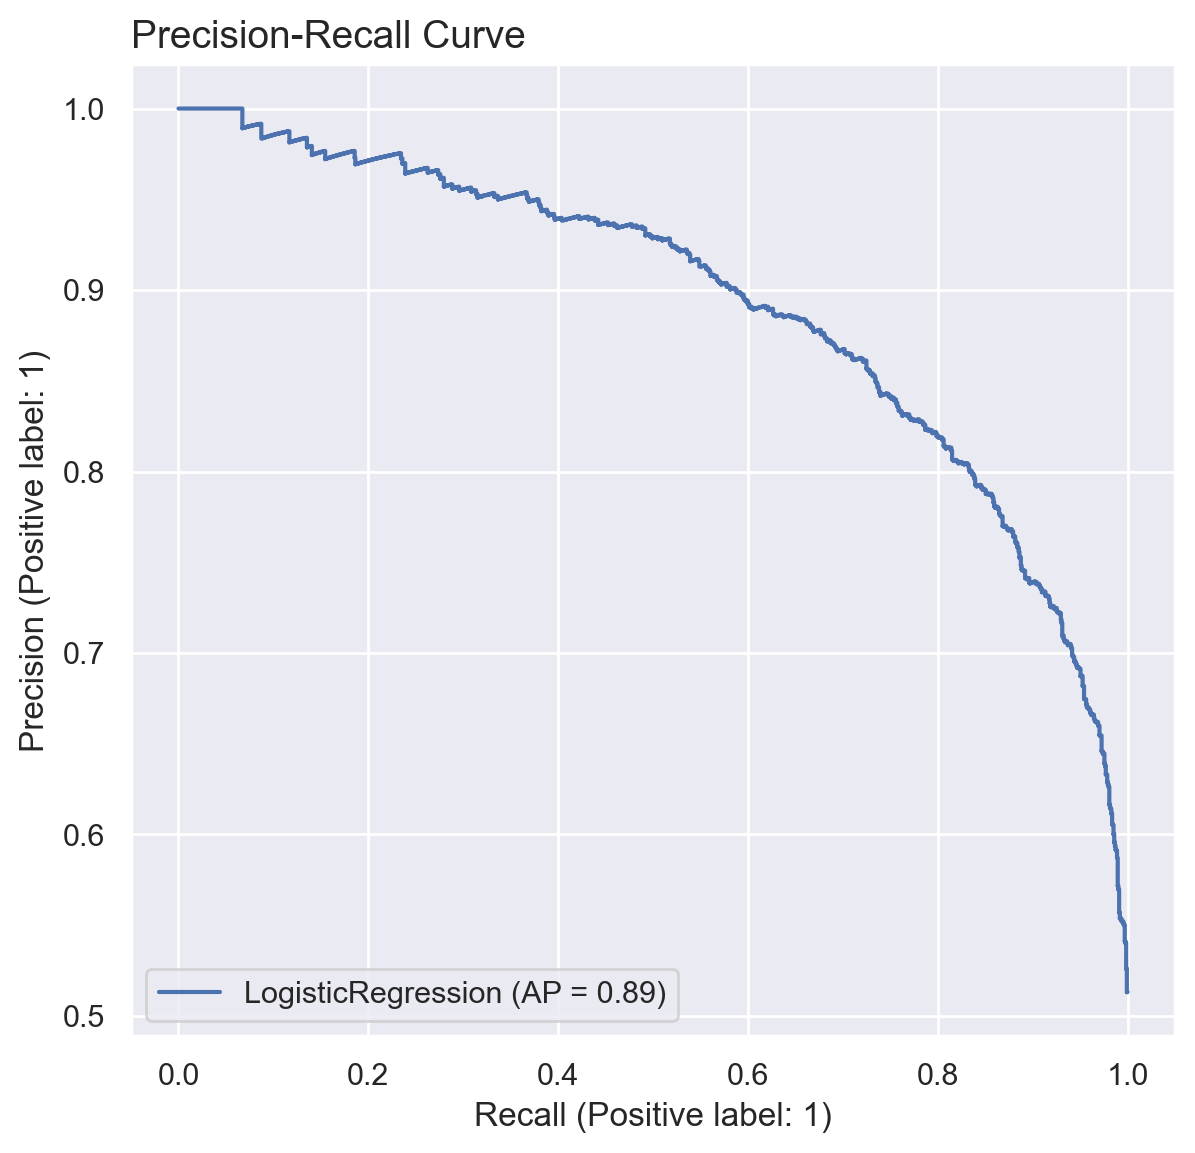 Precision-Recall Curve
1.0
0.9
0.8
0.7
0.6
0.5
Precision (Positive label: 1)
LogisticRegression (AP = 0.89)
0.0 0.2 0.4 0.6 0.8 1.0
Recall (Positive label: 1)